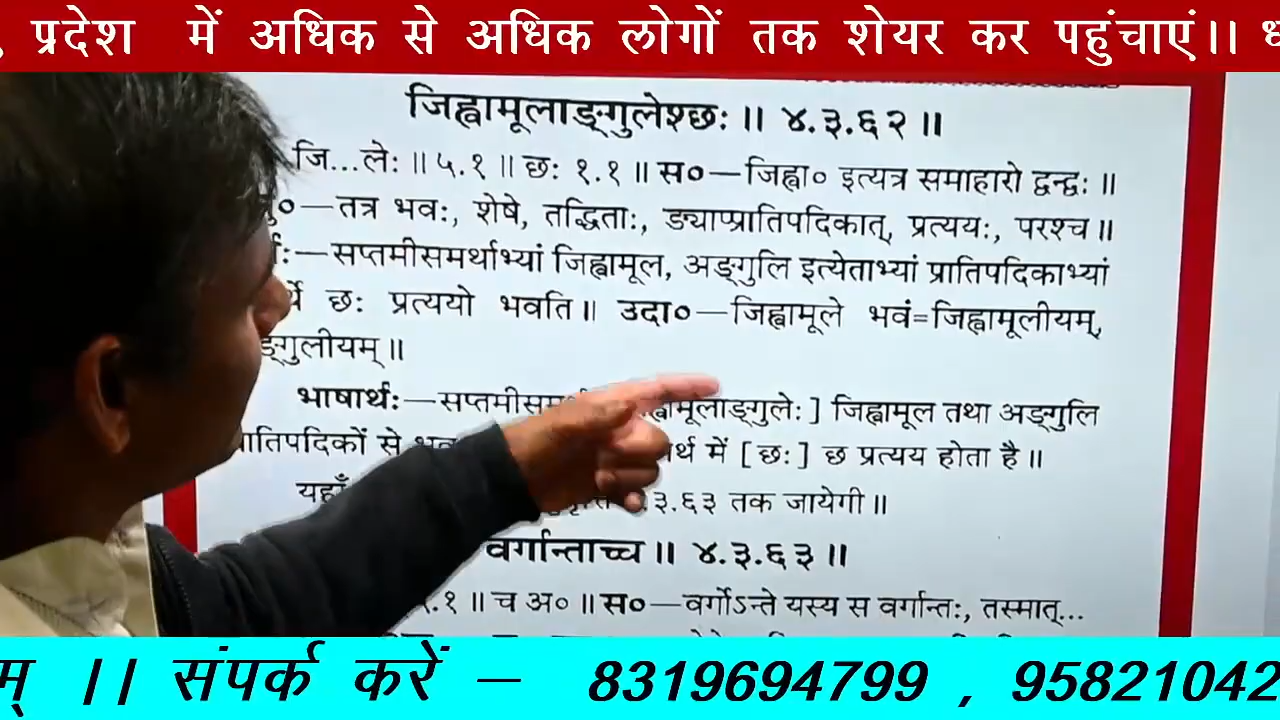 प्रदेश में अधिक से अधिक लोगों तक शेयर कर पहुंचाएं।।
जिह्वामूलाङ्गुलेश्छः ॥ ४.३.६२ ॥
जि...लेः ॥ ५.१ ॥ छः १.१ ॥ स०—जिह्वा० इत्यत्र समाहारो द्वन्द्वः ॥
०—तत्र भवः, शेषे, तद्धिताः, ङ्याप्प्रातिपदिकात्, प्रत्ययः, परश्च ॥
—सप्तमीसमर्थाभ्यां जिह्वामूल, अङ्गुलि इत्येताभ्यां प्रातिपदिकाभ्यां
छः प्रत्ययो भवति ॥ उदा०—जिह्वामूले भवं=जिह्वामूलीयम्,
ङ्गुलीयम् ॥
भाषार्थः—सप्तमीसम ह्वामूलाङ्गुलेः ] जिह्वामूल तथा अङ्गुलि
प्रातिपदिकों से में [ छः ] छ प्रत्यय होता है ॥
यहाँ .३.६३ तक जायेगी ॥
वर्गान्ताच्च ॥ ४.३.६३ ॥
.१ ॥ च अ० ॥ स०—वर्गोऽन्ते यस्य स वर्गान्तः, तस्मात्...
म् ।। संपर्क करें – 8319694799 , 95821042